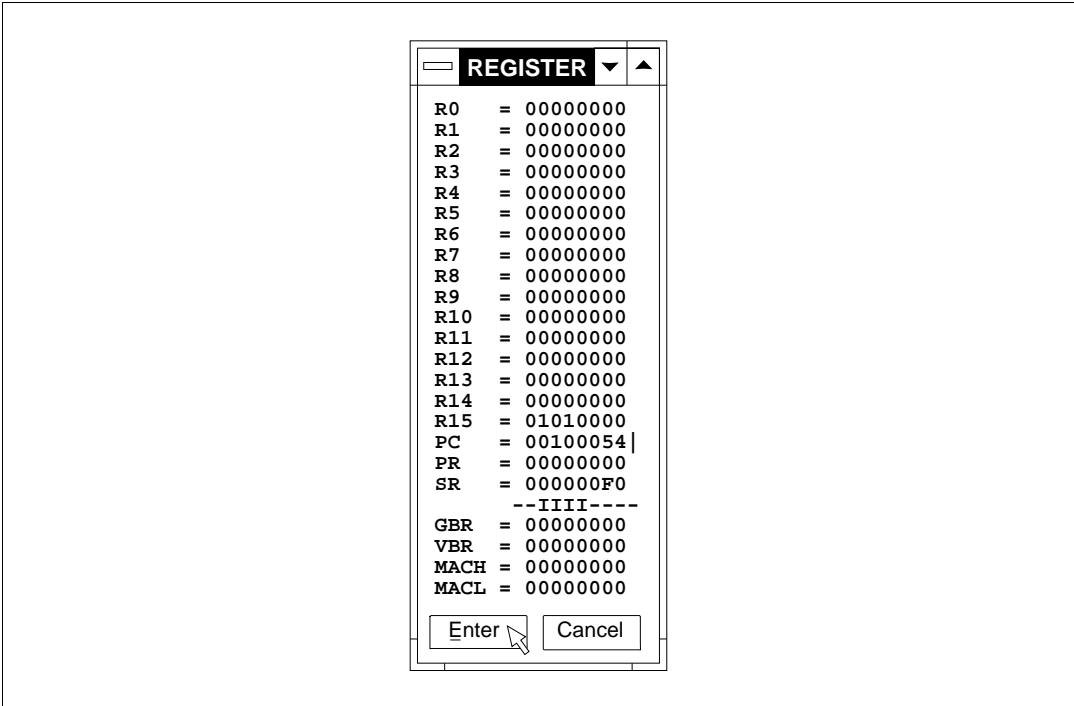 REGISTER
R0 = 00000000
R1 = 00000000
R2 = 00000000
R3 = 00000000
R4 = 00000000
R5 = 00000000
R6 = 00000000
R7 = 00000000
R8 = 00000000
R9 = 00000000
R10 = 00000000
R11 = 00000000
R12 = 00000000
R13 = 00000000
R14 = 00000000
R15 = 01010000
PC = 00100054|
PR = 00000000
SR = 000000F0
--IIII----
GBR = 00000000
VBR = 00000000
MACH = 00000000
MACL = 00000000
Enter Cancel